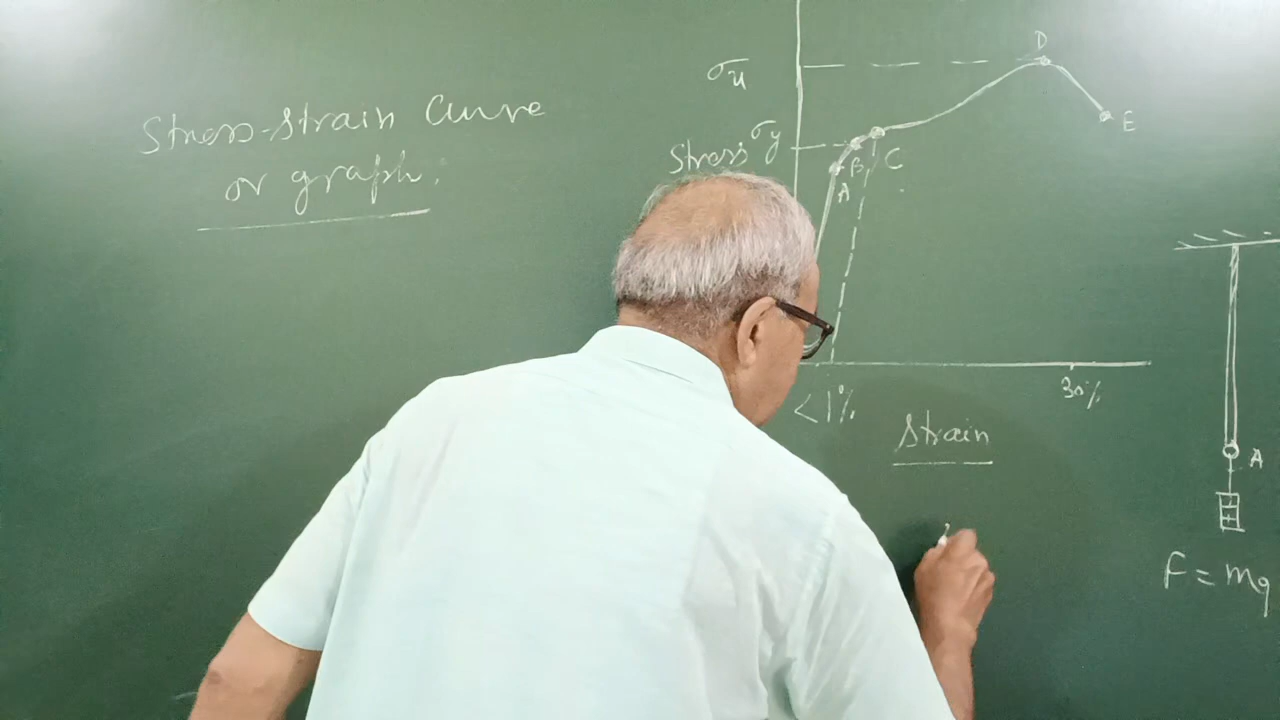 Stress-Strain Curve
or graph.
σu
D
E
Stress
σy
A
B
C
<1%
30%
Strain
A
F = mg